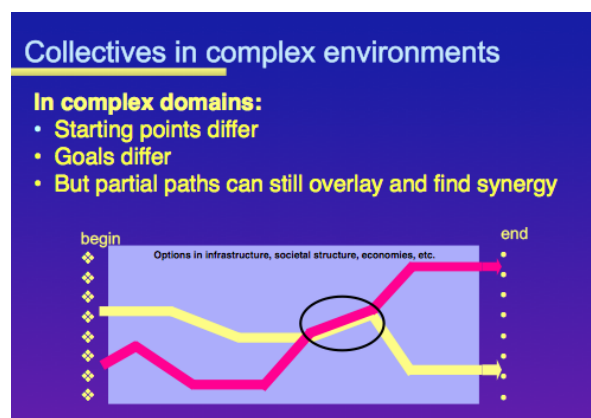 Collectives in complex environments
In complex domains:
• Starting points differ
• Goals differ
• But partial paths can still overlay and find synergy
begin
end
Options in infrastructure, societal structure, economies, etc.